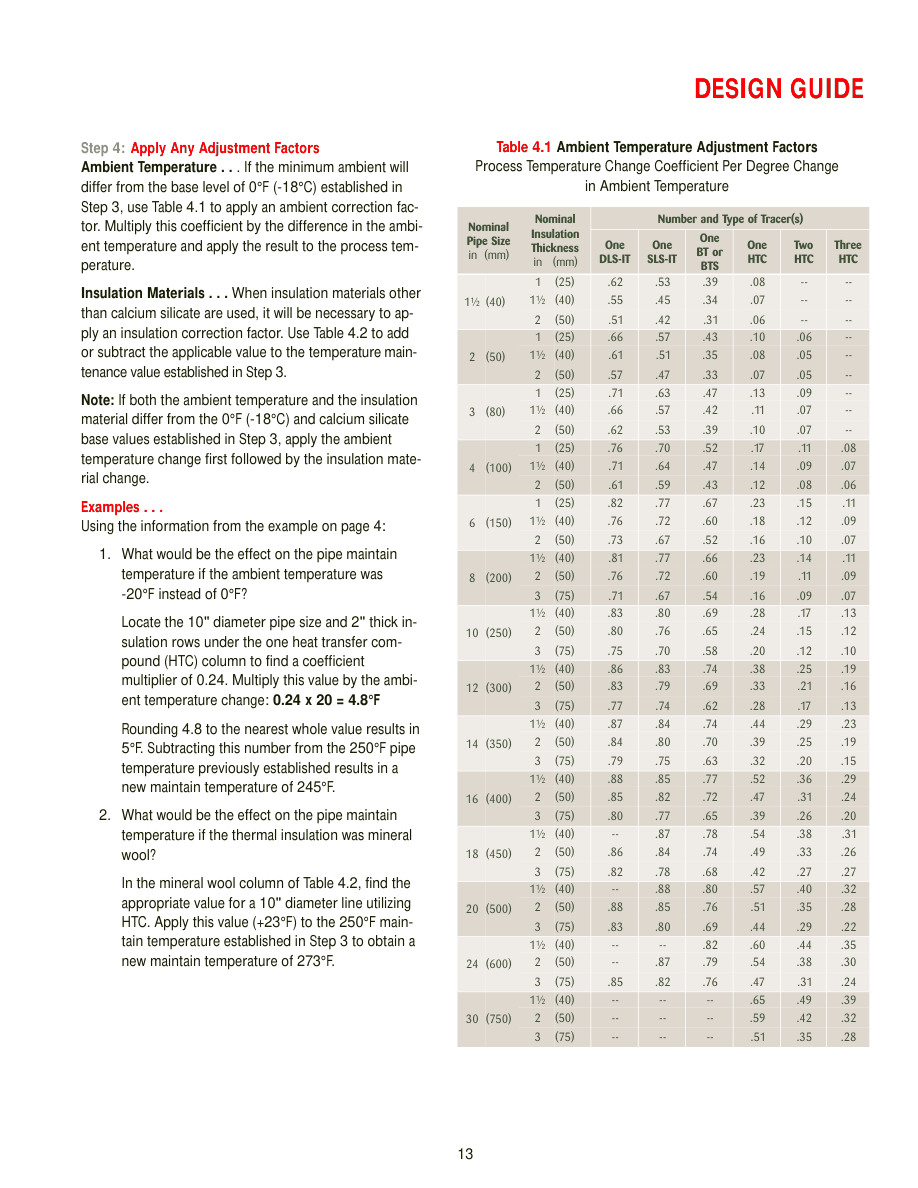 DESIGN GUIDE
Step 4: Apply Any Adjustment Factors
Ambient Temperature . . . If the minimum ambient will
differ from the base level of 0°F (-18°C) established in
Step 3, use Table 4.1 to apply an ambient correction fac-
tor. Multiply this coefficient by the difference in the ambi-
ent temperature and apply the result to the process tem-
perature.
Insulation Materials . . . When insulation materials other
than calcium silicate are used, it will be necessary to ap-
ply an insulation correction factor. Use Table 4.2 to add
or subtract the applicable value to the temperature main-
tenance value established in Step 3.
Note: If both the ambient temperature and the insulation
material differ from the 0°F (-18°C) and calcium silicate
base values established in Step 3, apply the ambient
temperature change first followed by the insulation mate-
rial change.
Examples . . .
Using the information from the example on page 4:
1. What would be the effect on the pipe maintain
temperature if the ambient temperature was
-20°F instead of 0°F?
Locate the 10" diameter pipe size and 2" thick in-
sulation rows under the one heat transfer com-
pound (HTC) column to find a coefficient
multiplier of 0.24. Multiply this value by the ambi-
ent temperature change: 0.24 x 20 = 4.8°F
Rounding 4.8 to the nearest whole value results in
5°F. Subtracting this number from the 250°F pipe
temperature previously established results in a
new maintain temperature of 245°F.
2. What would be the effect on the pipe maintain
temperature if the thermal insulation was mineral
wool?
In the mineral wool column of Table 4.2, find the
appropriate value for a 10" diameter line utilizing
HTC. Apply this value (+23°F) to the 250°F main-
tain temperature established in Step 3 to obtain a
new maintain temperature of 273°F.
Table 4.1 Ambient Temperature Adjustment Factors
Process Temperature Change Coefficient Per Degree Change
in Ambient Temperature
Nominal Pipe Size in (mm) Nominal Insulation Thickness in (mm) Number and Type of Tracer(s)
One DLS-IT One SLS-IT One BT or BTS One HTC Two HTC Three HTC
1½ (40) 1 (25) .62 .53 .39 .08 -- --
1½ (40) .55 .45 .34 .07 -- --
2 (50) .51 .42 .31 .06 -- --
2 (50) 1 (25) .66 .57 .43 .10 .06 --
1½ (40) .61 .51 .35 .08 .05 --
2 (50) .57 .47 .33 .07 .05 --
3 (80) 1 (25) .71 .63 .47 .13 .09 --
1½ (40) .66 .57 .42 .11 .07 --
2 (50) .62 .53 .39 .10 .07 --
4 (100) 1 (25) .76 .70 .52 .17 .11 .08
1½ (40) .71 .64 .47 .14 .09 .07
2 (50) .61 .59 .43 .12 .08 .06
6 (150) 1 (25) .82 .77 .67 .23 .15 .11
1½ (40) .76 .72 .60 .18 .12 .09
2 (50) .73 .67 .52 .16 .10 .07
8 (200) 1½ (40) .81 .77 .66 .23 .14 .11
2 (50) .76 .72 .60 .19 .11 .09
3 (75) .71 .67 .54 .16 .09 .07
10 (250) 1½ (40) .83 .80 .69 .28 .17 .13
2 (50) .80 .76 .65 .24 .15 .12
3 (75) .75 .70 .58 .20 .12 .10
12 (300) 1½ (40) .86 .83 .74 .38 .25 .19
2 (50) .83 .79 .69 .33 .21 .16
3 (75) .77 .74 .62 .28 .17 .13
14 (350) 1½ (40) .87 .84 .74 .44 .29 .23
2 (50) .84 .80 .70 .39 .25 .19
3 (75) .79 .75 .63 .32 .20 .15
16 (400) 1½ (40) .88 .85 .77 .52 .36 .29
2 (50) .85 .82 .72 .47 .31 .24
3 (75) .80 .77 .65 .39 .26 .20
18 (450) 1½ (40) -- .87 .78 .54 .38 .31
2 (50) .86 .84 .74 .49 .33 .26
3 (75) .82 .78 .68 .42 .27 .27
20 (500) 1½ (40) -- .88 .80 .57 .40 .32
2 (50) .88 .85 .76 .51 .35 .28
3 (75) .83 .80 .69 .44 .29 .22
24 (600) 1½ (40) -- -- .82 .60 .44 .35
2 (50) -- .87 .79 .54 .38 .30
3 (75) .85 .82 .76 .47 .31 .24
30 (750) 1½ (40) -- -- -- .65 .49 .39
2 (50) -- -- -- .59 .42 .32
3 (75) -- -- -- .51 .35 .28
13